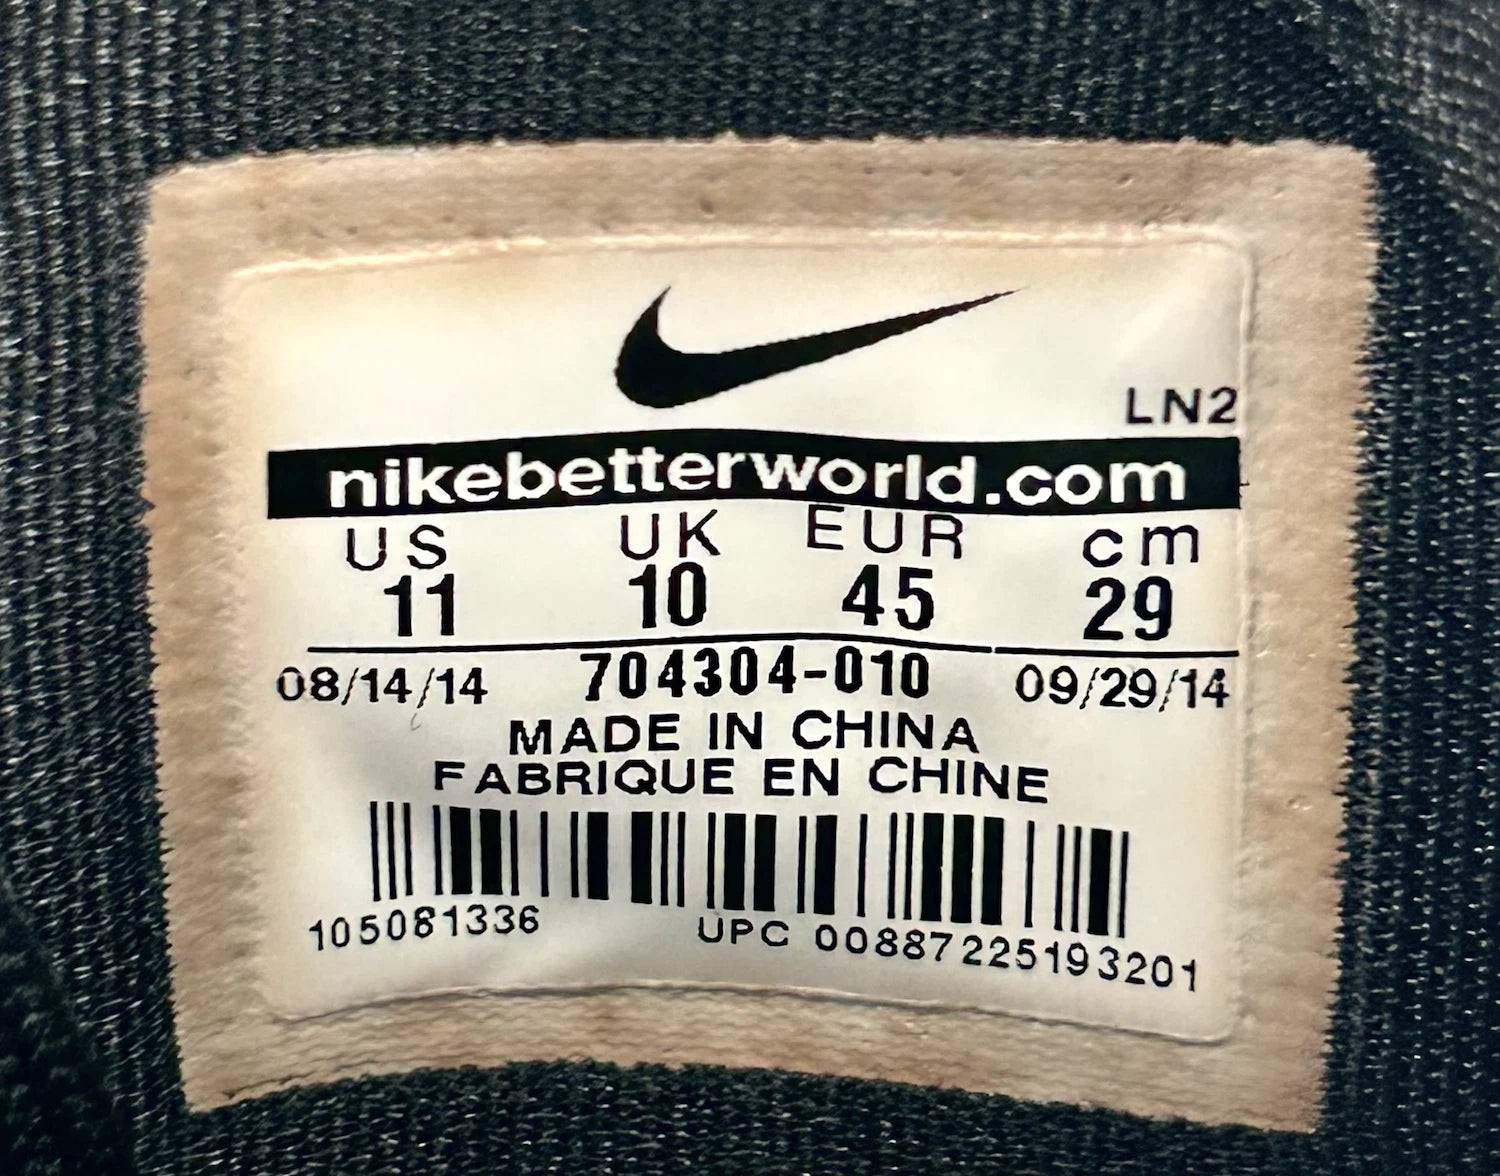 LN2
nikebetterworld.com
US UK EUR cm
11 10 45 29
08/14/14 704304-010 09/29/14
MADE IN CHINA
FABRIQUE EN CHINE
105081336 UPC 00887225193201